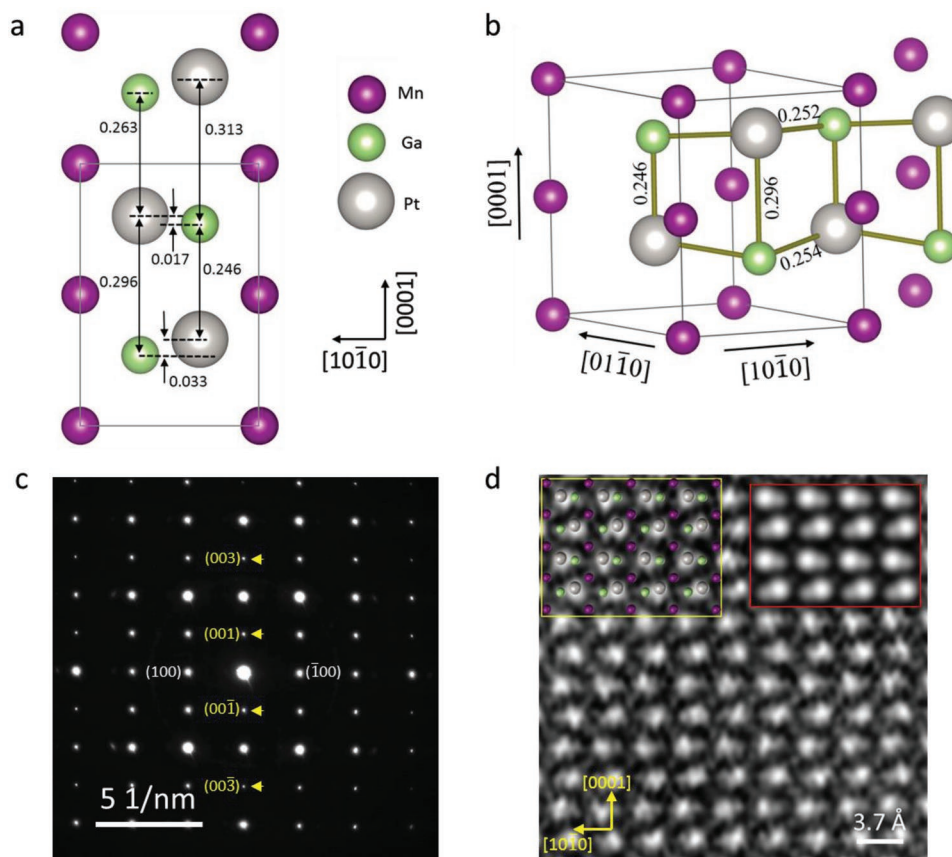 a
0.263
0.313
0.017
0.296
0.246
0.033
Mn
Ga
Pt
[0001]
[101̅0]
b
0.252
0.246
0.296
0.254
[0001]
[011̅0]
[101̅0]
c
(003)
(001)
(100)
(1̅00)
(001̅)
(003̅)
5 1/nm
d
[0001]
[101̅0]
3.7 Å